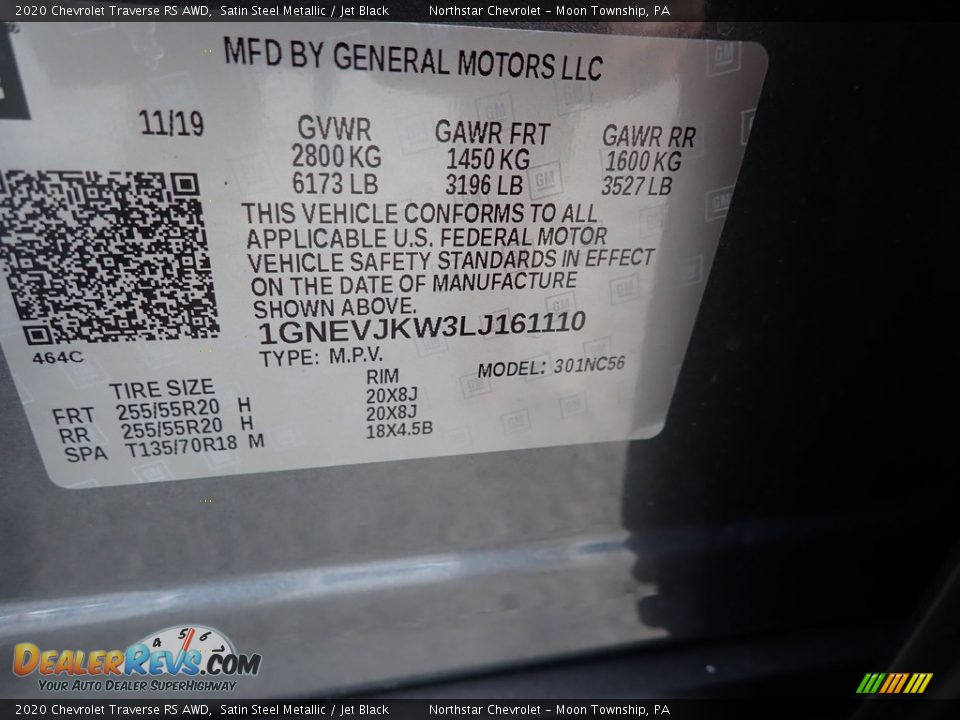 2020 Chevrolet Traverse RS AWD, Satin Steel Metallic / Jet Black Northstar Chevrolet - Moon Township, PA
MFD BY GENERAL MOTORS LLC
11/19 GVWR GAWR FRT GAWR RR
2800 KG 1450 KG 1600 KG
6173 LB 3196 LB 3527 LB
THIS VEHICLE CONFORMS TO ALL
APPLICABLE U.S. FEDERAL MOTOR
VEHICLE SAFETY STANDARDS IN EFFECT
ON THE DATE OF MANUFACTURE
SHOWN ABOVE.
1GNEVJKW3LJ161110
464C
TYPE: M.P.V. MODEL: 301NC56
TIRE SIZE RIM
FRT 255/55R20 H 20X8J
RR 255/55R20 H 20X8J
SPA T135/70R18 M 18X4.5B
4 5 6 7
DEALERREVS.COM
YOUR AUTO DEALER SUPERHIGHWAY
2020 Chevrolet Traverse RS AWD, Satin Steel Metallic / Jet Black Northstar Chevrolet - Moon Township, PA